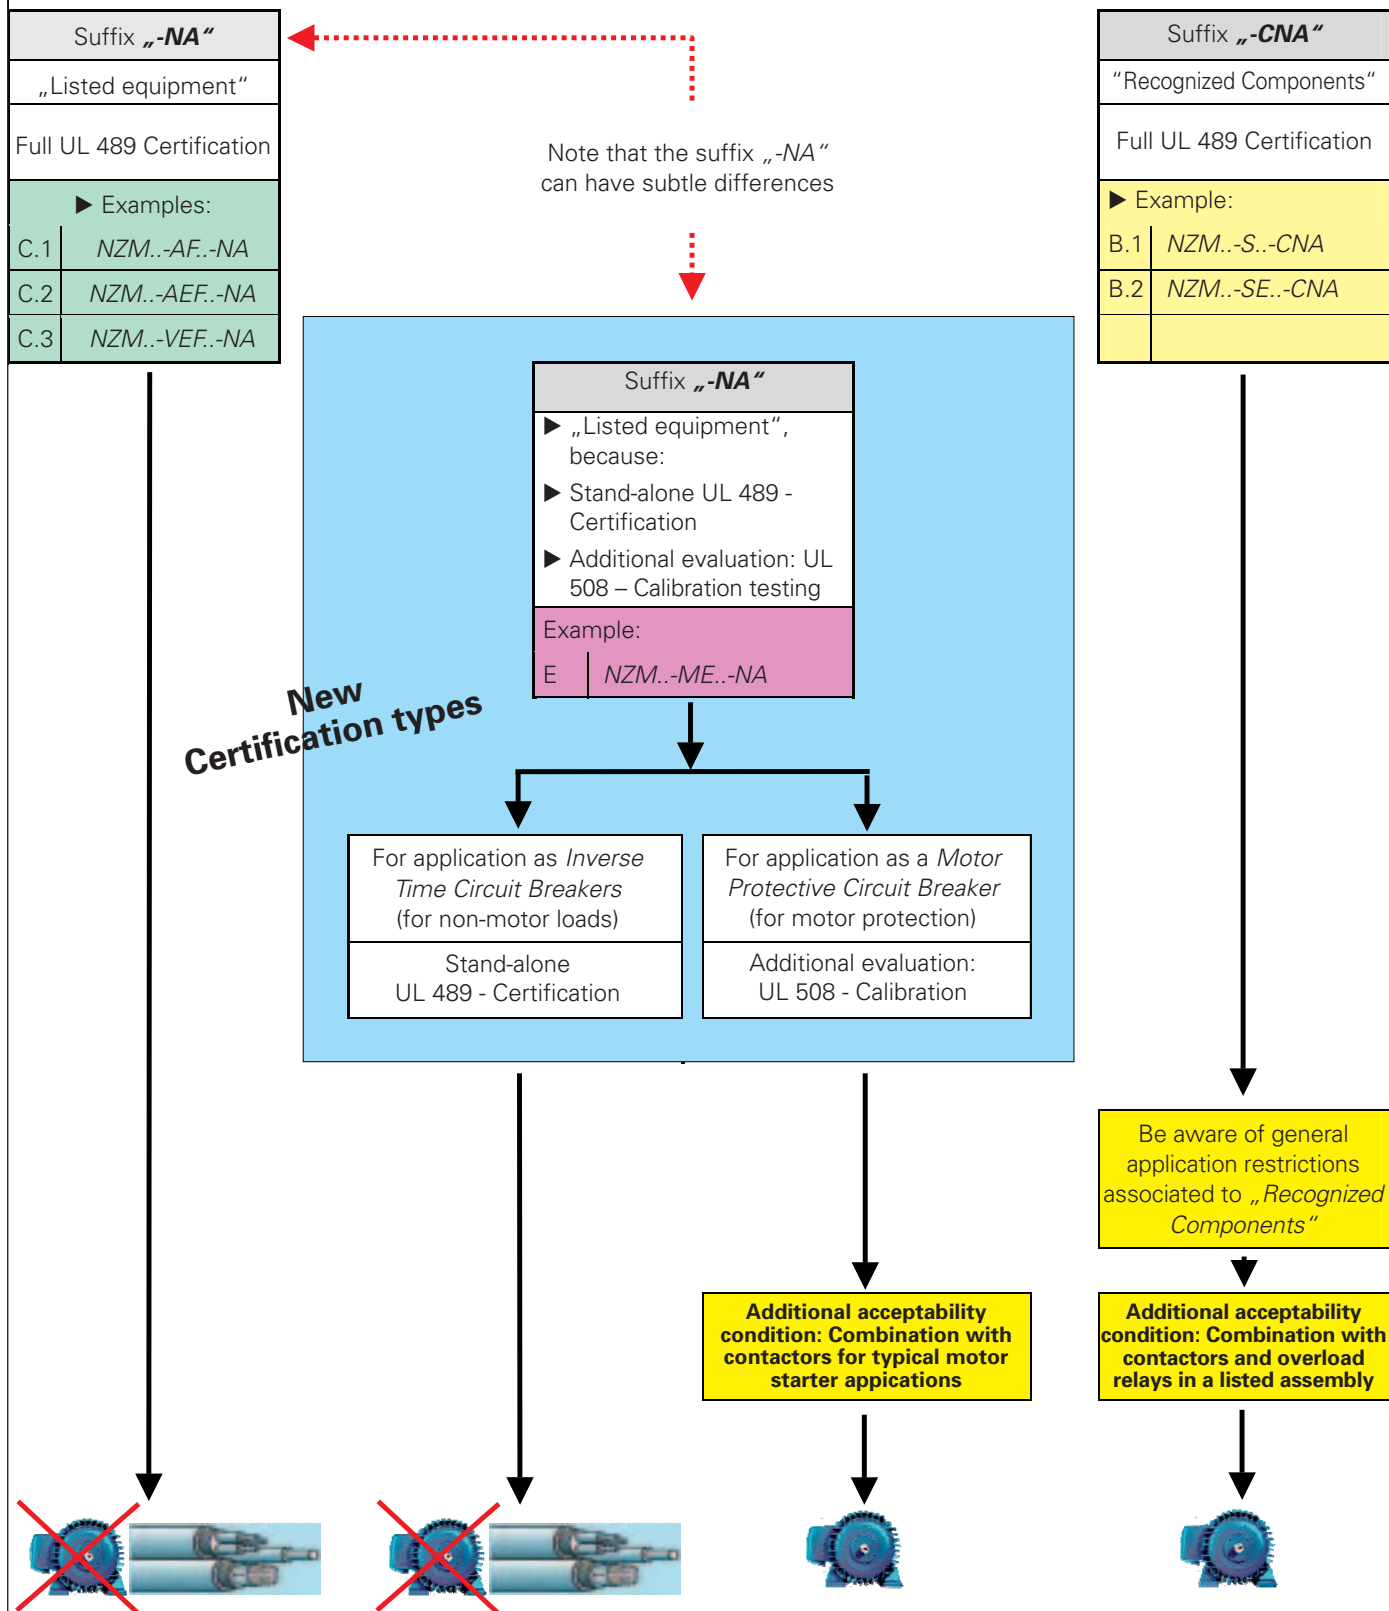 Suffix „-NA“
„Listed equipment“
Full UL 489 Certification
► Examples:
C.1 NZM..-AF..-NA
C.2 NZM..-AEF..-NA
C.3 NZM..-VEF..-NA
Note that the suffix „-NA“
can have subtle differences
Suffix „-CNA“
“Recognized Components“
Full UL 489 Certification
► Example:
B.1 NZM..-S..-CNA
B.2 NZM..-SE..-CNA
Suffix „-NA“
► „Listed equipment“,
because:
► Stand-alone UL 489 -
Certification
► Additional evaluation: UL
508 – Calibration testing
Example:
E NZM..-ME..-NA
New
Certification types
For application as Inverse
Time Circuit Breakers
(for non-motor loads)
Stand-alone
UL 489 - Certification
For application as a Motor
Protective Circuit Breaker
(for motor protection)
Additional evaluation:
UL 508 - Calibration
Be aware of general
application restrictions
associated to „Recognized
Components“
Additional acceptability
condition: Combination with
contactors for typical motor
starter appications
Additional acceptability
condition: Combination with
contactors and overload
relays in a listed assembly